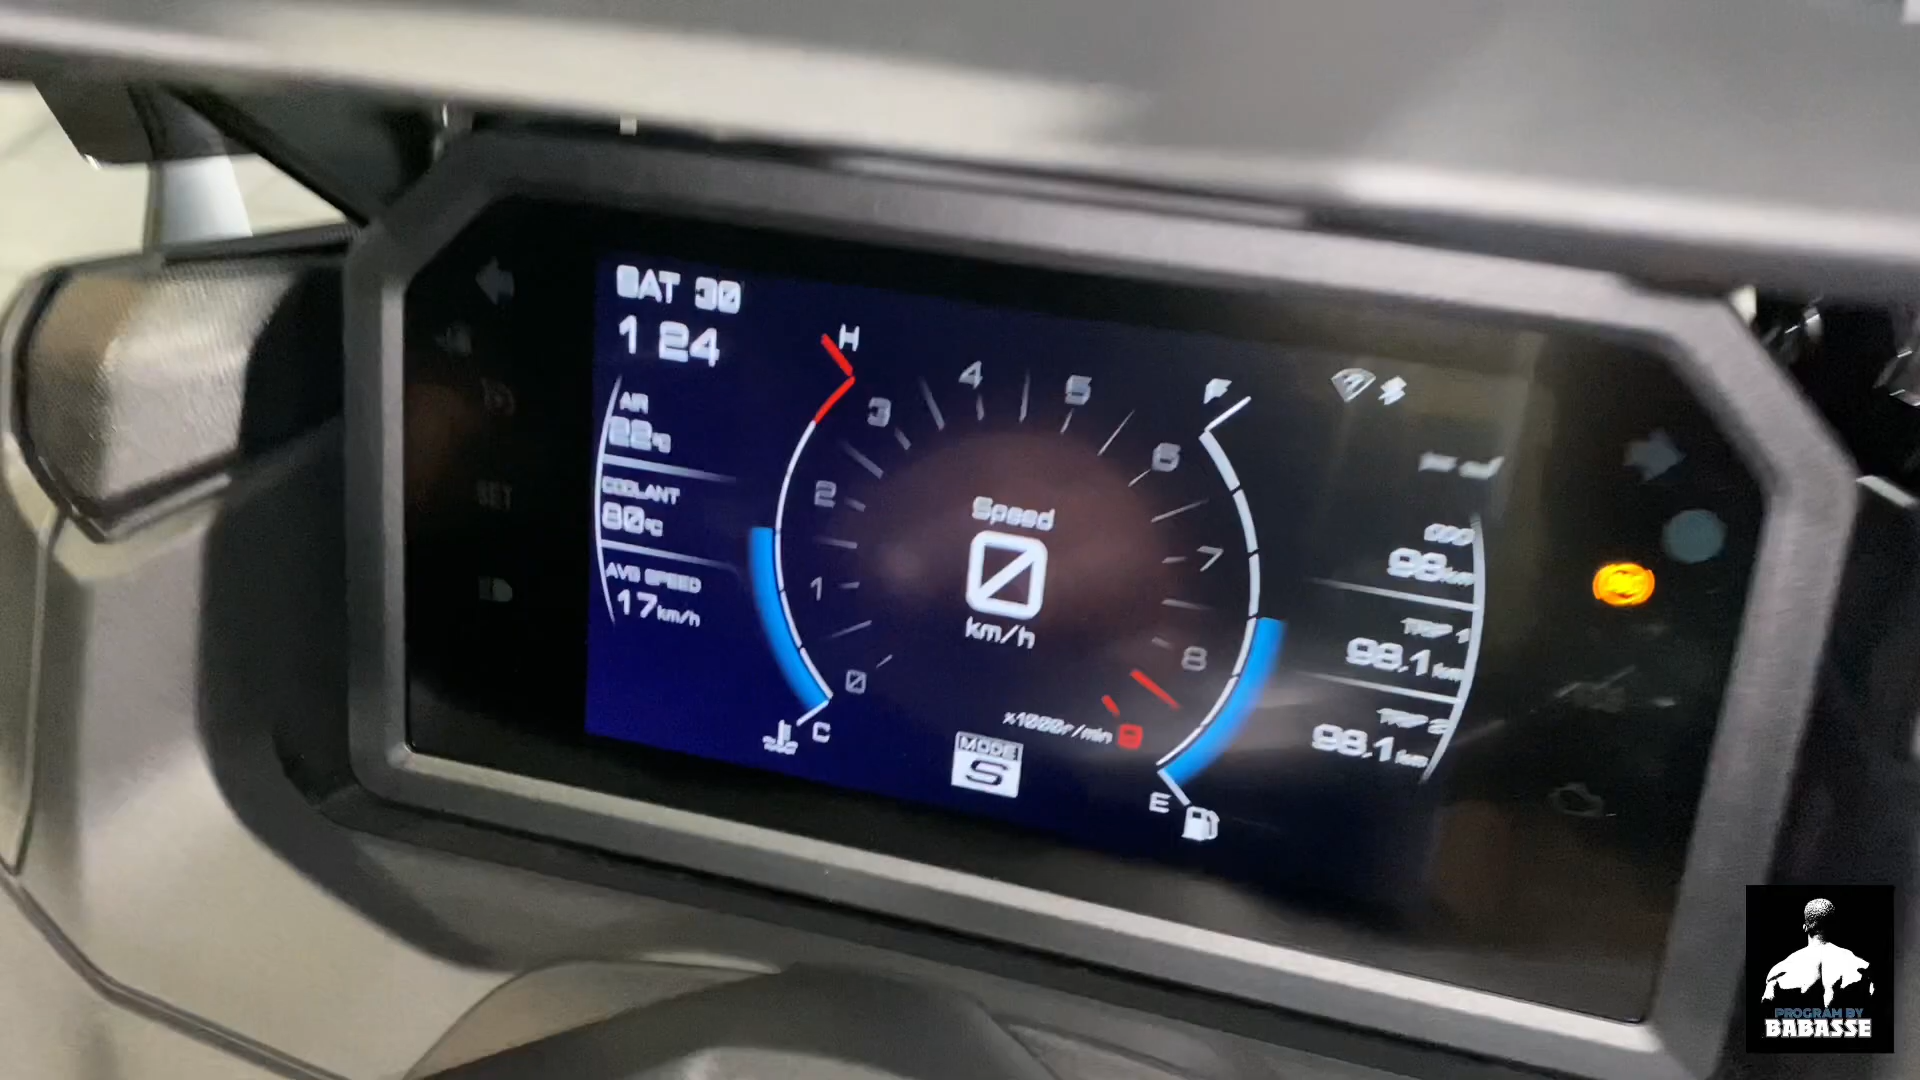 SAT 30
1 24
AIR
22°C
COOLANT
80°C
AVG SPEED
17km/h
H
C
0
1
2
3
4
5
6
7
8
9
x1000r/min
Speed
0
km/h
MODE
S
F
E
ODO
98km
TRIP 1
98.1km
TRIP 2
98.1km
SET
PROGRAM BY
BABASSE